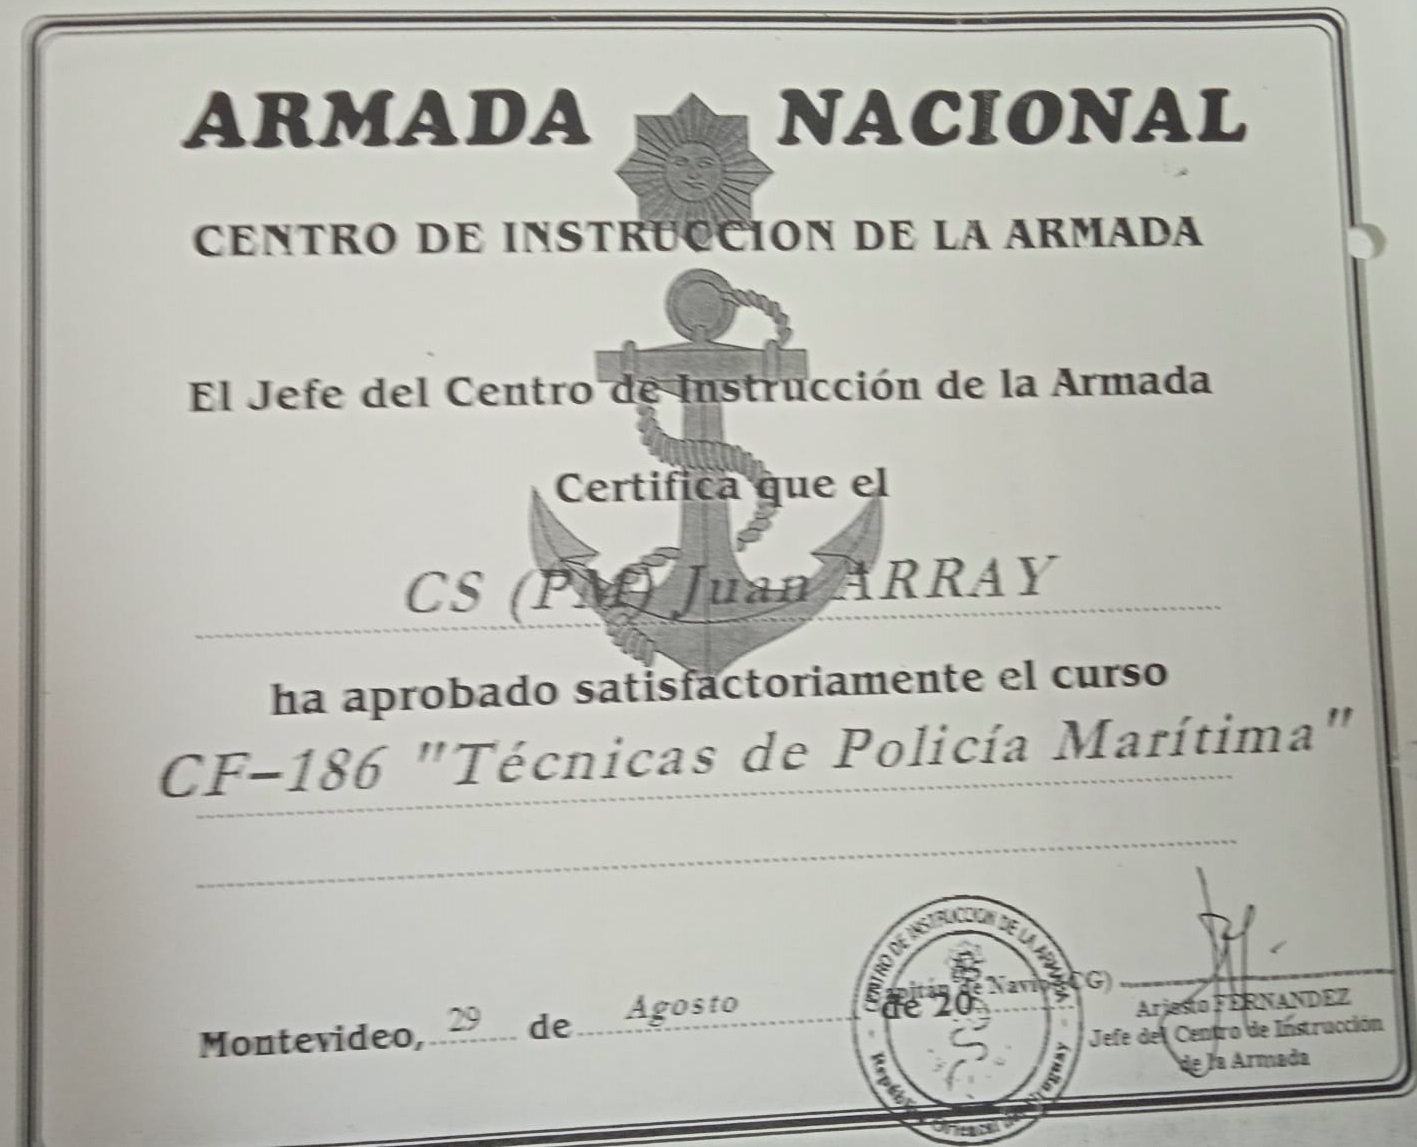 ARMADA NACIONAL
CENTRO DE INSTRUCCION DE LA ARMADA
El Jefe del Centro de Instrucción de la Armada
Certifica que el
CS (PM) Juan ARRAY
ha aprobado satisfactoriamente el curso
CF-186 "Técnicas de Policía Marítima"
Montevideo, 29 de Agosto de 20
Capitán de Navío (CG)
Ariesto FERNANDEZ
Jefe del Centro de Instrucción
de la Armada
CENTRO DE INSTRUCCION DE LA ARMADA
República Oriental del Uruguay